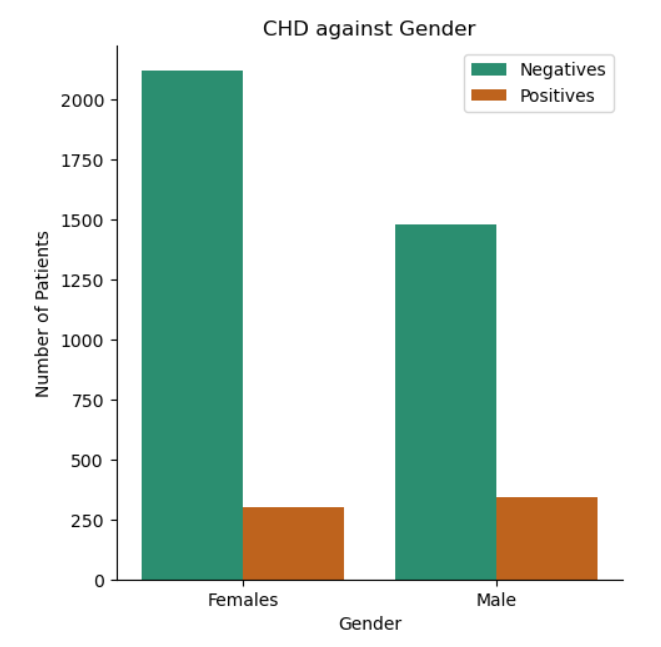 CHD against Gender
Negatives
Positives
2000
1750
1500
1250
1000
750
500
250
0
Number of Patients
Females
Male
Gender